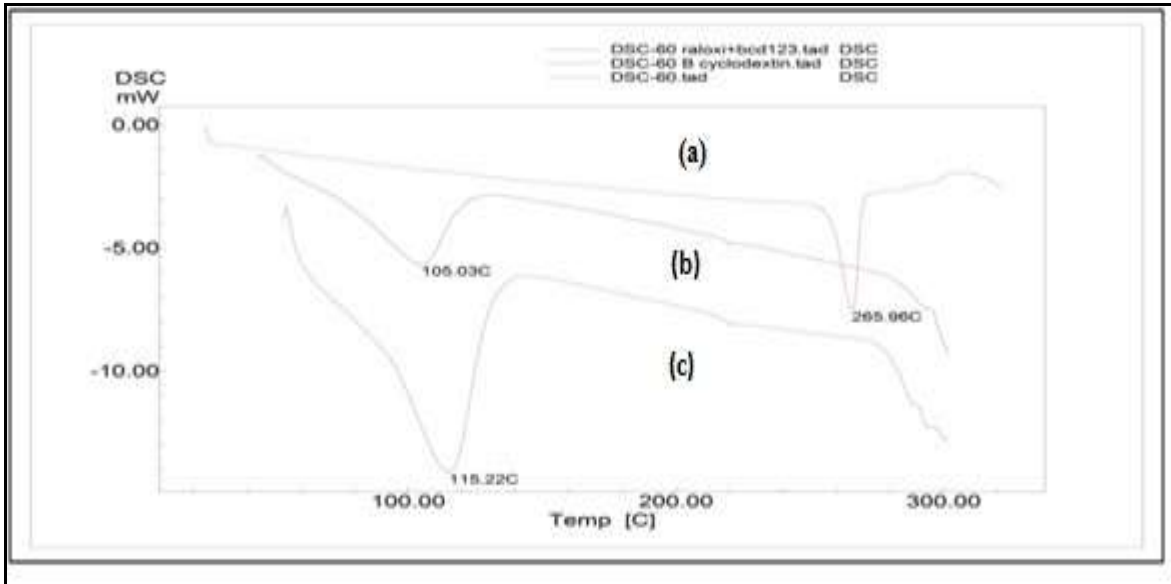 DSC-60 raloxi+bcd123.tad DSC
DSC-60 B cyclodextin.tad DSC
DSC-60.tad DSC
DSC
mW
0.00
(a)
-5.00
105.03C
(b)
265.96C
-10.00
(c)
115.22C
100.00 200.00 300.00
Temp [C]